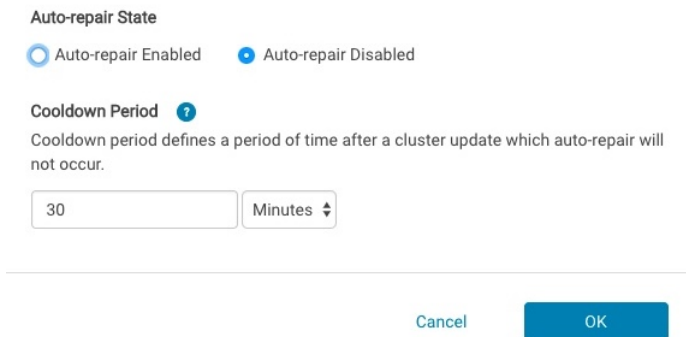 Auto-repair State
Auto-repair Enabled Auto-repair Disabled
Cooldown Period ?
Cooldown period defines a period of time after a cluster update which auto-repair will
not occur.
30 Minutes
Cancel OK